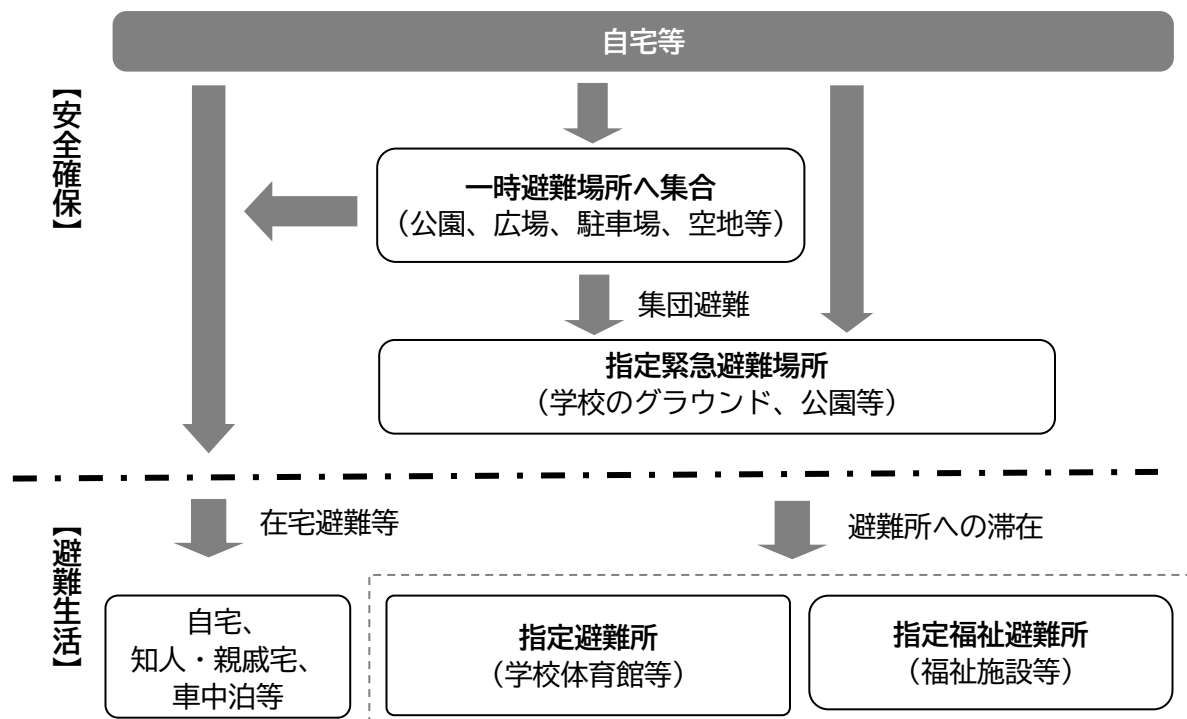 自宅等
【安全確保】
一時避難場所へ集合
（公園、広場、駐車場、空地等）
集団避難
指定緊急避難場所
（学校のグラウンド、公園等）
【避難生活】
在宅避難等
避難所への滞在
自宅、
知人・親戚宅、
車中泊等
指定避難所
（学校体育館等）
指定福祉避難所
（福祉施設等）